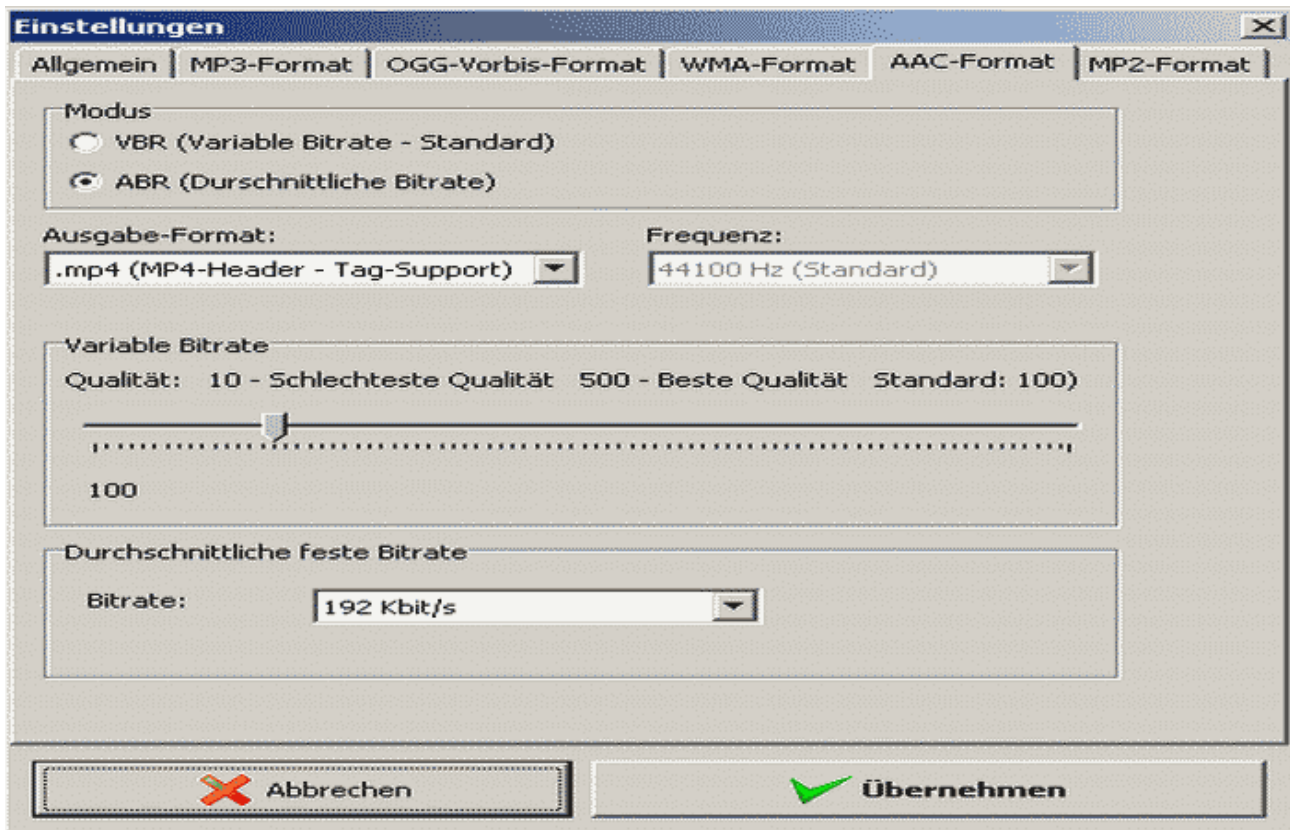 Einstellungen
Allgemein MP3-Format OGG-Vorbis-Format WMA-Format AAC-Format MP2-Format
Modus
VBR (Variable Bitrate - Standard)
ABR (Durschnittliche Bitrate)
Ausgabe-Format: Frequenz:
.mp4 (MP4-Header - Tag-Support) 44100 Hz (Standard)
Variable Bitrate
Qualität: 10 - Schlechteste Qualität 500 - Beste Qualität Standard: 100)
100
Durchschnittliche feste Bitrate
Bitrate: 192 Kbit/s
Abbrechen Übernehmen